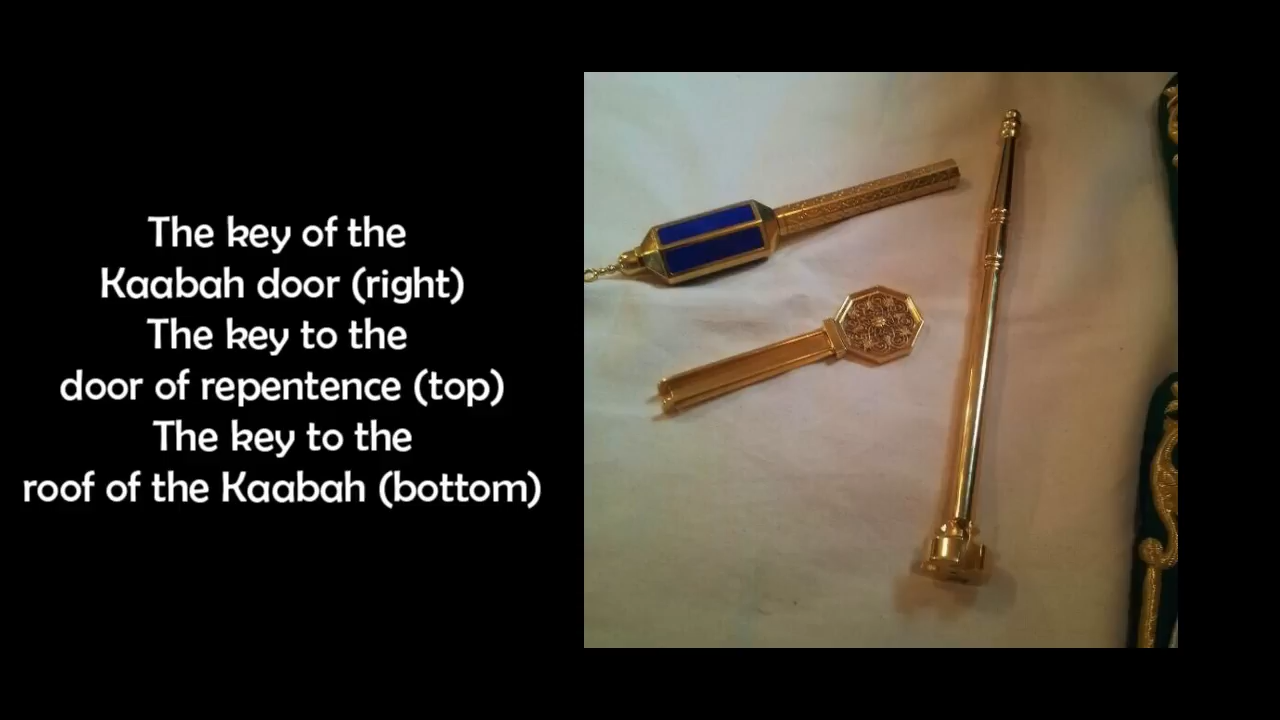 The key of the
Kaabah door (right)
The key to the
door of repentence (top)
The key to the
roof of the Kaabah (bottom)